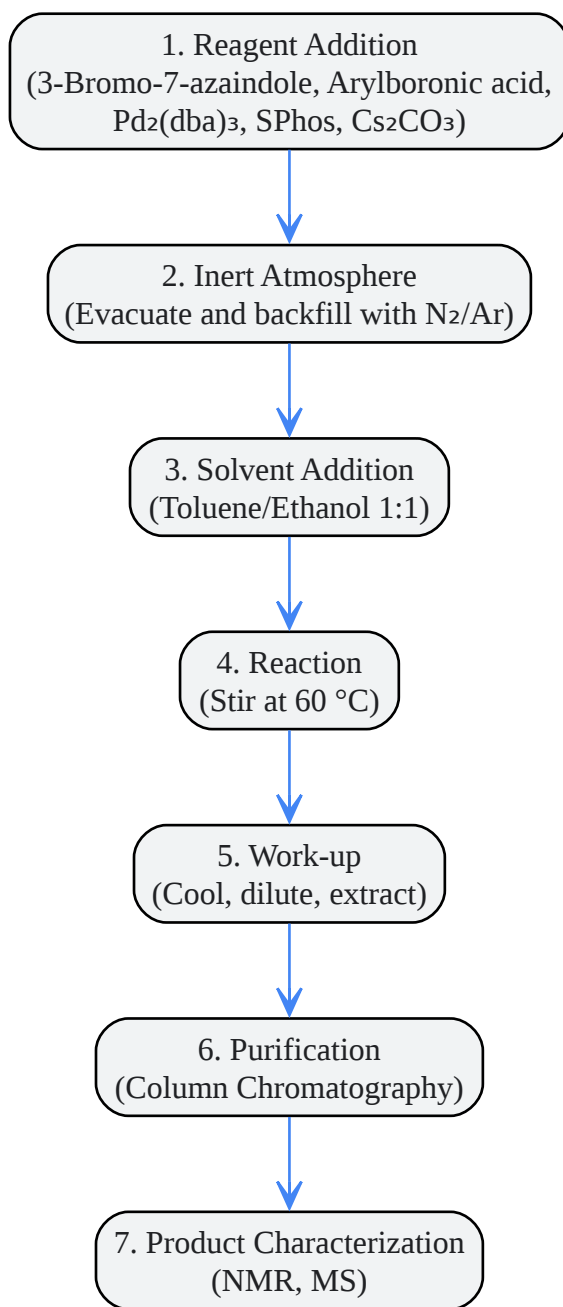 1. Reagent Addition
(3-Bromo-7-azaindole, Arylboronic acid,
Pd₂(dba)₃, SPhos, Cs₂CO₃)
2. Inert Atmosphere
(Evacuate and backfill with N₂/Ar)
3. Solvent Addition
(Toluene/Ethanol 1:1)
4. Reaction
(Stir at 60 °C)
5. Work-up
(Cool, dilute, extract)
6. Purification
(Column Chromatography)
7. Product Characterization
(NMR, MS)